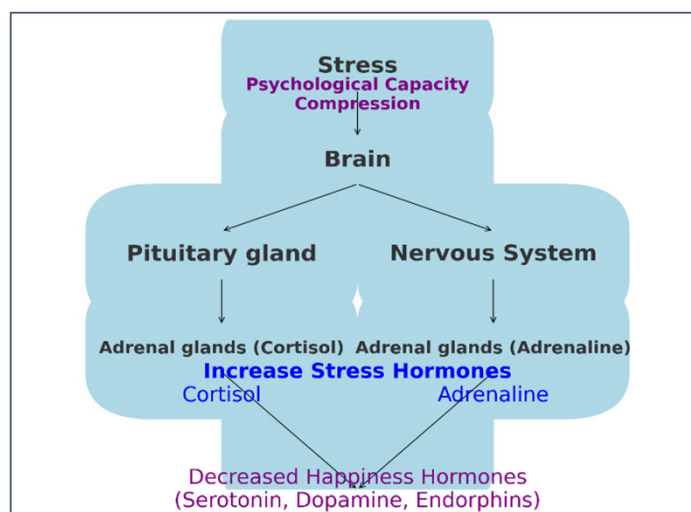 Stress
Psychological Capacity
Compression
Brain
Pituitary gland
Nervous System
Adrenal glands (Cortisol)
Adrenal glands (Adrenaline)
Increase Stress Hormones
Cortisol
Adrenaline
Decreased Happiness Hormones
(Serotonin, Dopamine, Endorphins)